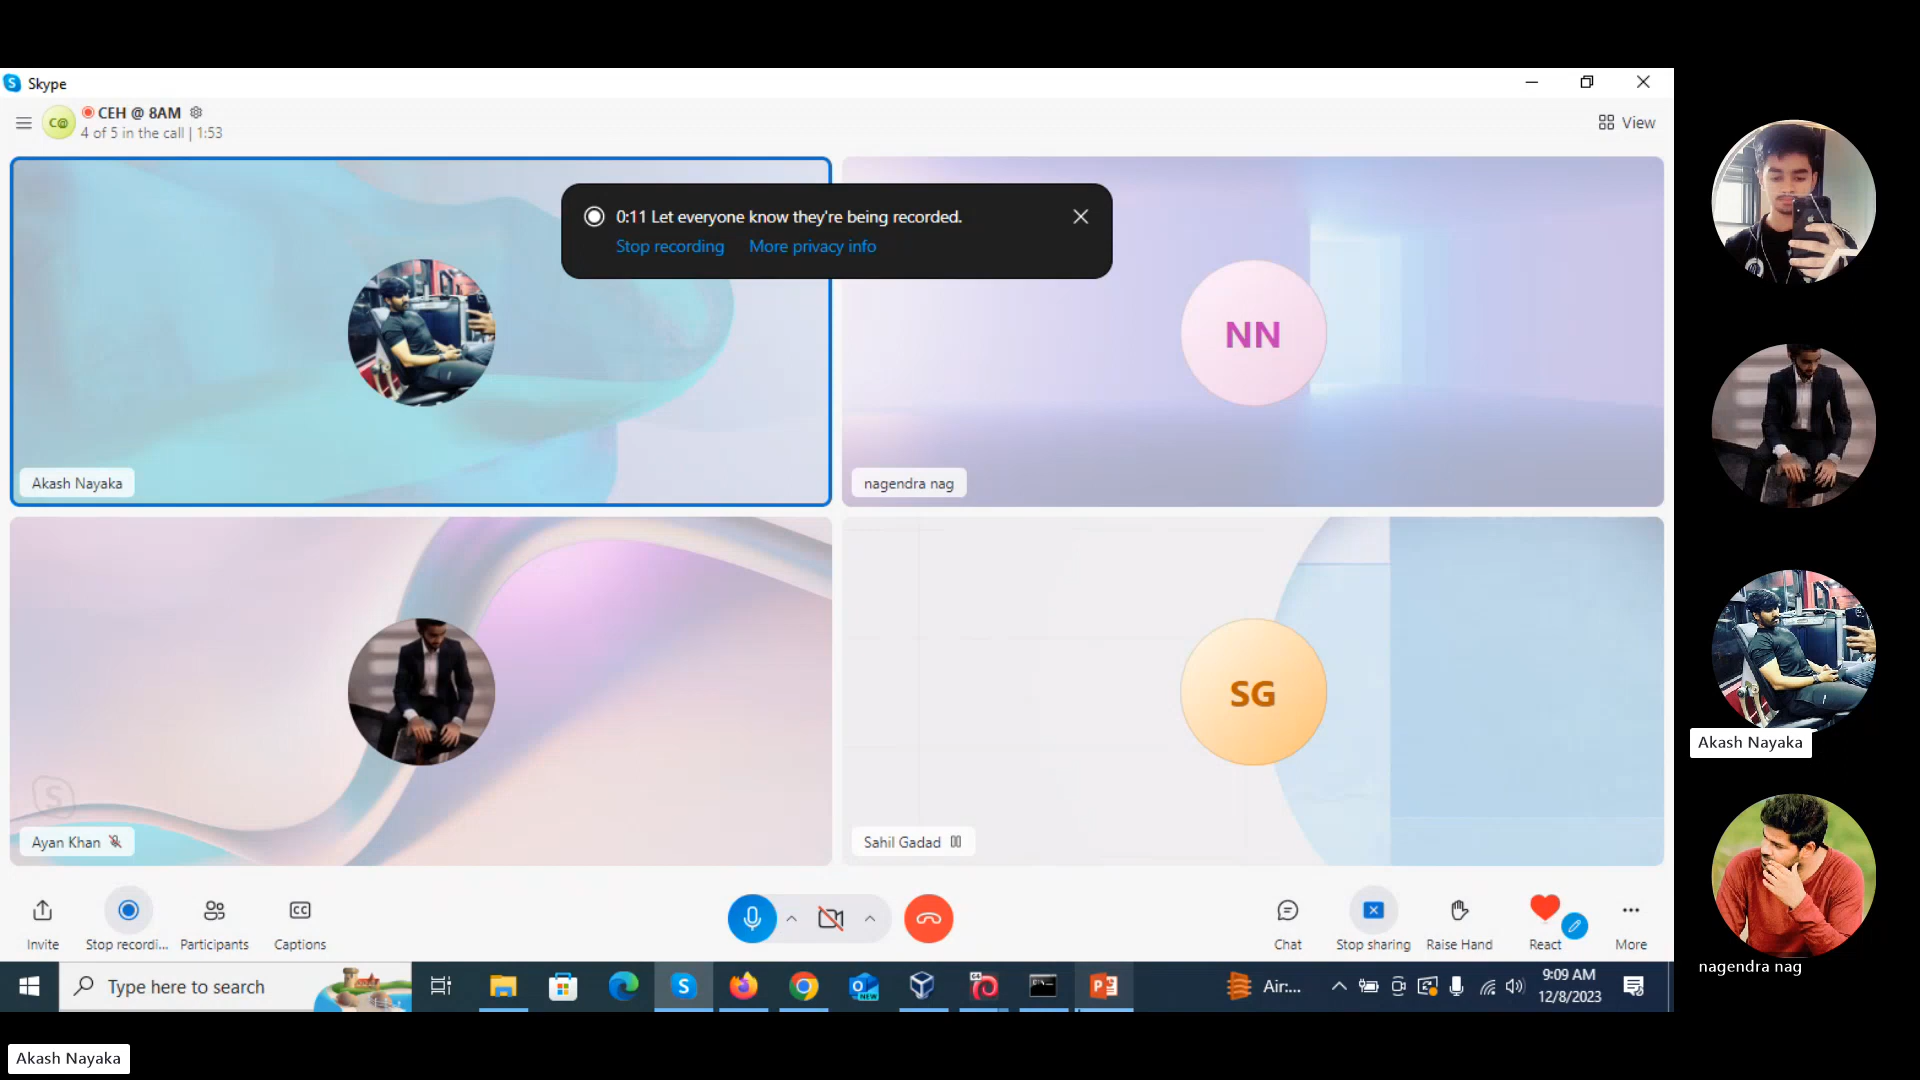 Skype
C@
CEH @ 8AM
4 of 5 in the call | 1:53
View
0:11 Let everyone know they're being recorded.
Stop recording More privacy info
NN
Akash Nayaka
nagendra nag
SG
Ayan Khan
Sahil Gadad
Invite
Stop recordi...
Participants
CC
Captions
Chat
Stop sharing
Raise Hand
React
More
Type here to search
NEW
Air:...
9:09 AM
12/8/2023
Akash Nayaka
nagendra nag
Akash Nayaka